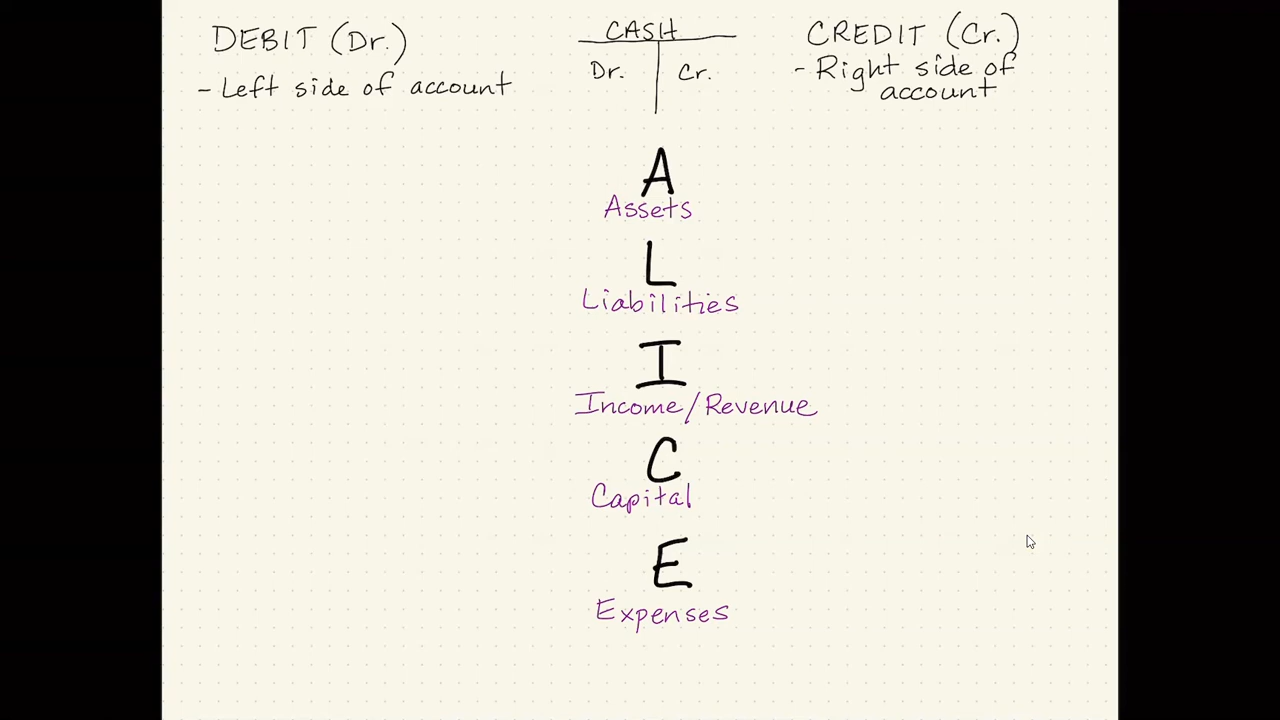 DEBIT (Dr.)
- Left side of account
CASH
Dr. Cr.
CREDIT (Cr.)
- Right side of
account
A
Assets
L
Liabilities
I
Income/Revenue
C
Capital
E
Expenses